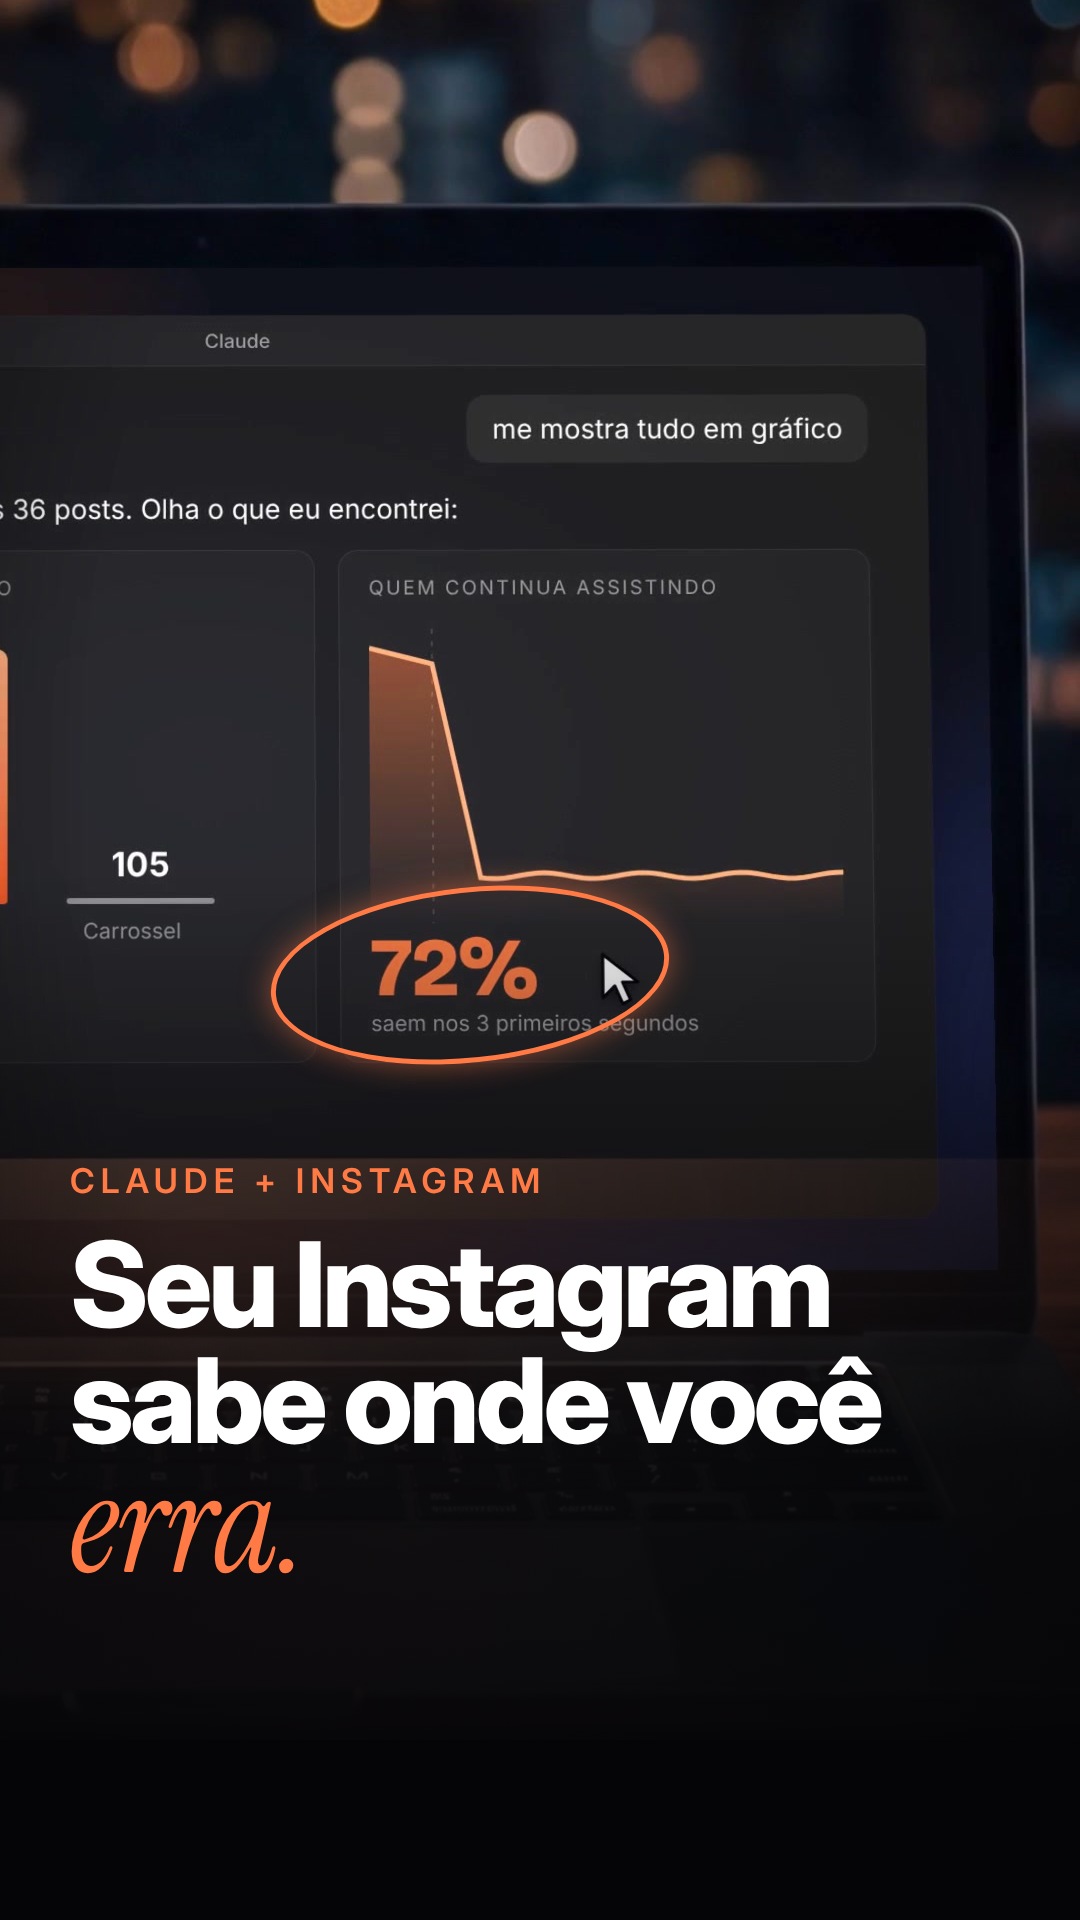 Claude
me mostra tudo em gráfico
36 posts. Olha o que eu encontrei:
QUEM CONTINUA ASSISTINDO
105
Carrossel
72%
saem nos 3 primeiros segundos
CLAUDE + INSTAGRAM
Seu Instagram
sabe onde você
erra.